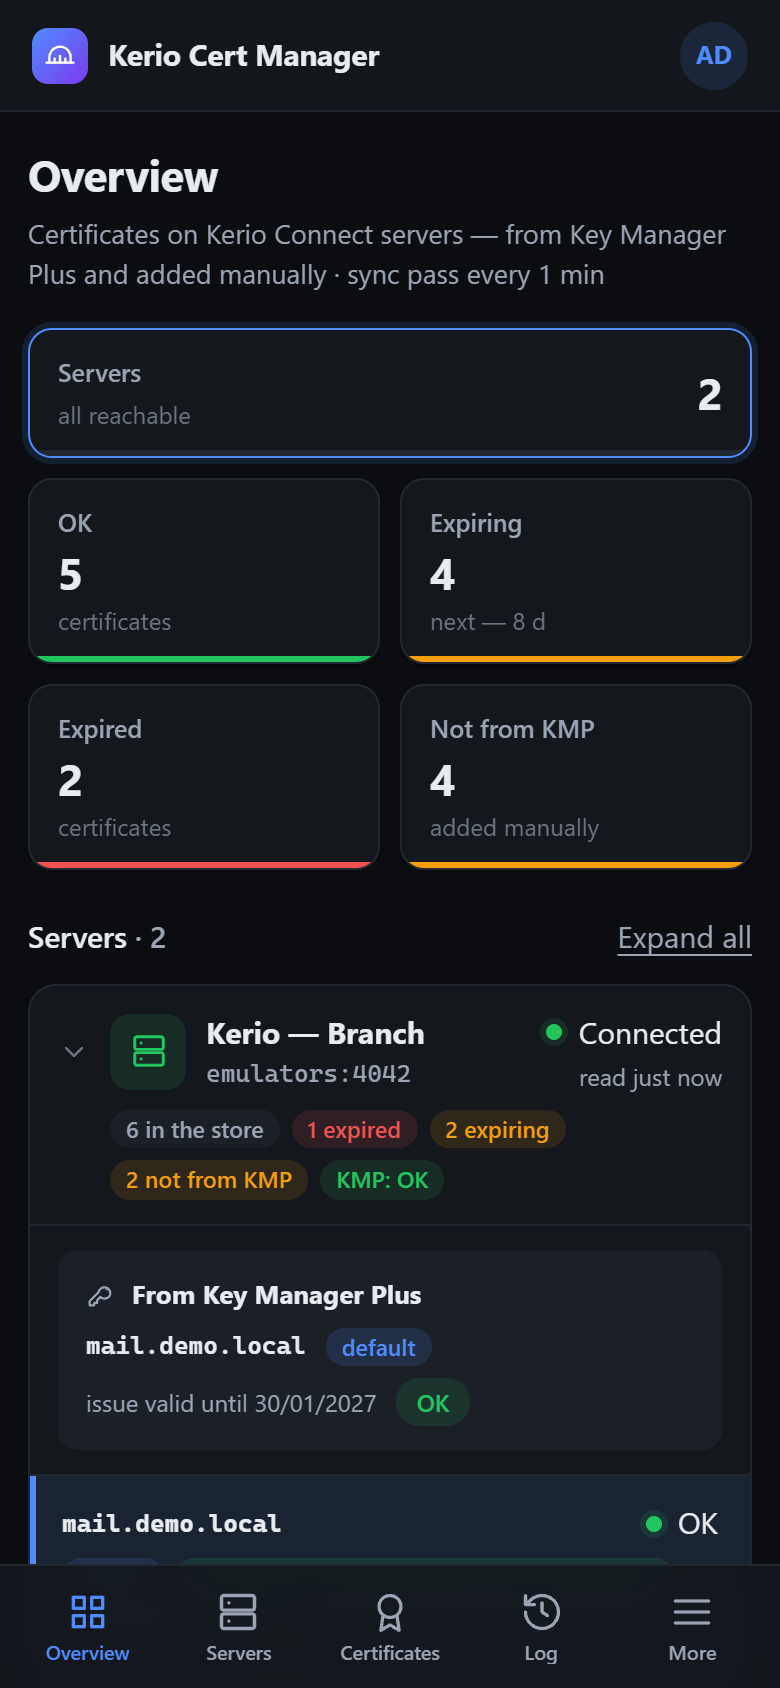 Kerio Cert Manager
AD
Overview
Certificates on Kerio Connect servers — from Key Manager
Plus and added manually · sync pass every 1 min
Servers
all reachable
2
OK
5
certificates
Expiring
4
next — 8 d
Expired
2
certificates
Not from KMP
4
added manually
Servers · 2
Expand all
Kerio — Branch
emulators:4042
Connected
read just now
6 in the store
1 expired
2 expiring
2 not from KMP
KMP: OK
From Key Manager Plus
mail.demo.local
default
issue valid until 30/01/2027
OK
mail.demo.local
OK
Overview
Servers
Certificates
Log
More